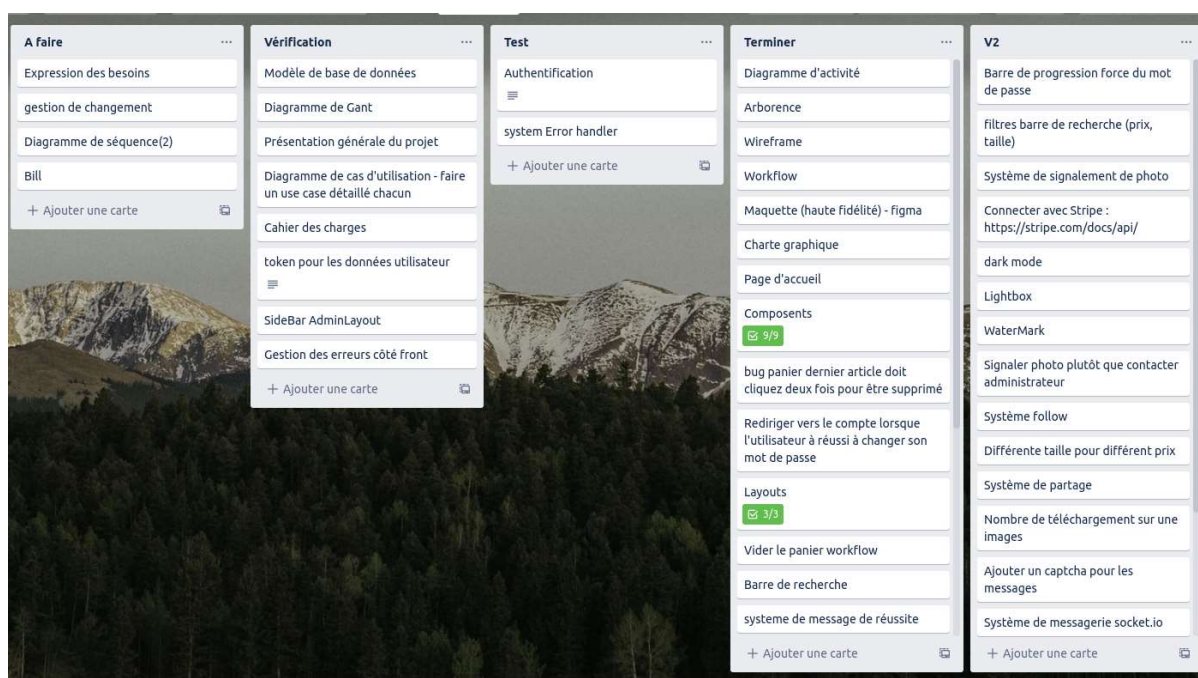 A faire
Expression des besoins
gestion de changement
Diagramme de séquence(2)
Bill
+ Ajouter une carte
Vérification
Modèle de base de données
Diagramme de Gant
Présentation générale du projet
Diagramme de cas d'utilisation - faire
un use case détaillé chacun
Cahier des charges
token pour les données utilisateur
SideBar AdminLayout
Gestion des erreurs côté front
+ Ajouter une carte
Test
Authentification
system Error handler
+ Ajouter une carte
Terminer
Diagramme d'activité
Arborence
Wireframe
Workflow
Maquette (haute fidélité) - figma
Charte graphique
Page d'accueil
Composents
9/9
bug panier dernier article doit
cliquez deux fois pour être supprimé
Rediriger vers le compte lorsque
l'utilisateur à réussi à changer son
mot de passe
Layouts
3/3
Vider le panier workflow
Barre de recherche
systeme de message de réussite
+ Ajouter une carte
V2
Barre de progression force du mot
de passe
filtres barre de recherche (prix,
taille)
Système de signalement de photo
Connecter avec Stripe :
https://stripe.com/docs/api/
dark mode
Lightbox
WaterMark
Signaler photo plutôt que contacter
administrateur
Système follow
Différente taille pour différent prix
Système de partage
Nombre de téléchargement sur une
images
Ajouter un captcha pour les
messages
Système de messagerie socket.io
+ Ajouter une carte